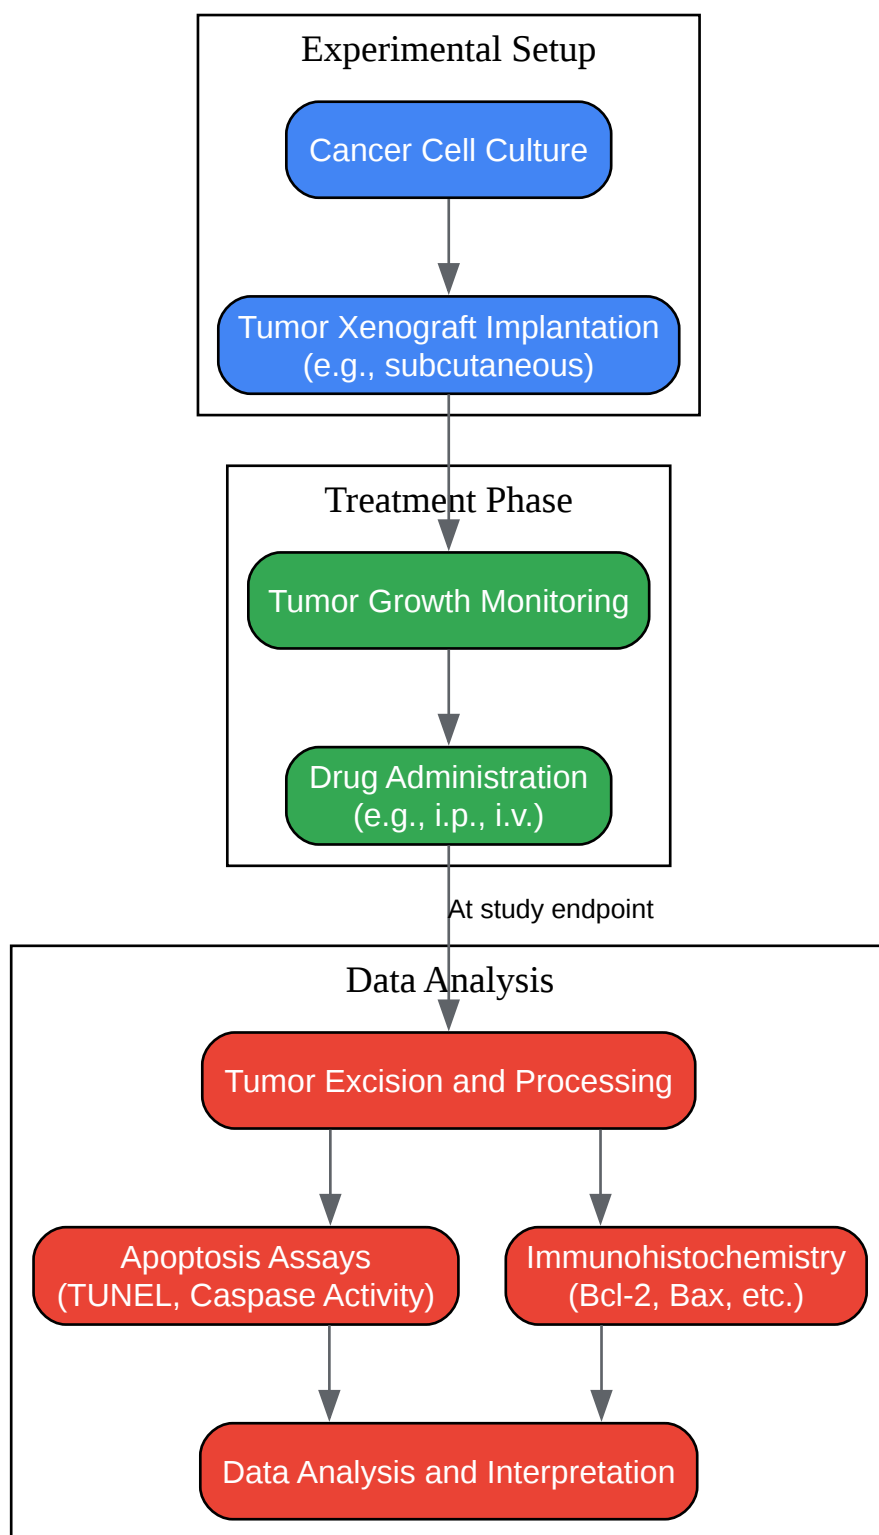 Experimental Setup
Cancer Cell Culture
Tumor Xenograft Implantation
(e.g., subcutaneous)
Treatment Phase
Tumor Growth Monitoring
Drug Administration
(e.g., i.p., i.v.)
At study endpoint
Data Analysis
Tumor Excision and Processing
Apoptosis Assays
(TUNEL, Caspase Activity)
Immunohistochemistry
(Bcl-2, Bax, etc.)
Data Analysis and Interpretation